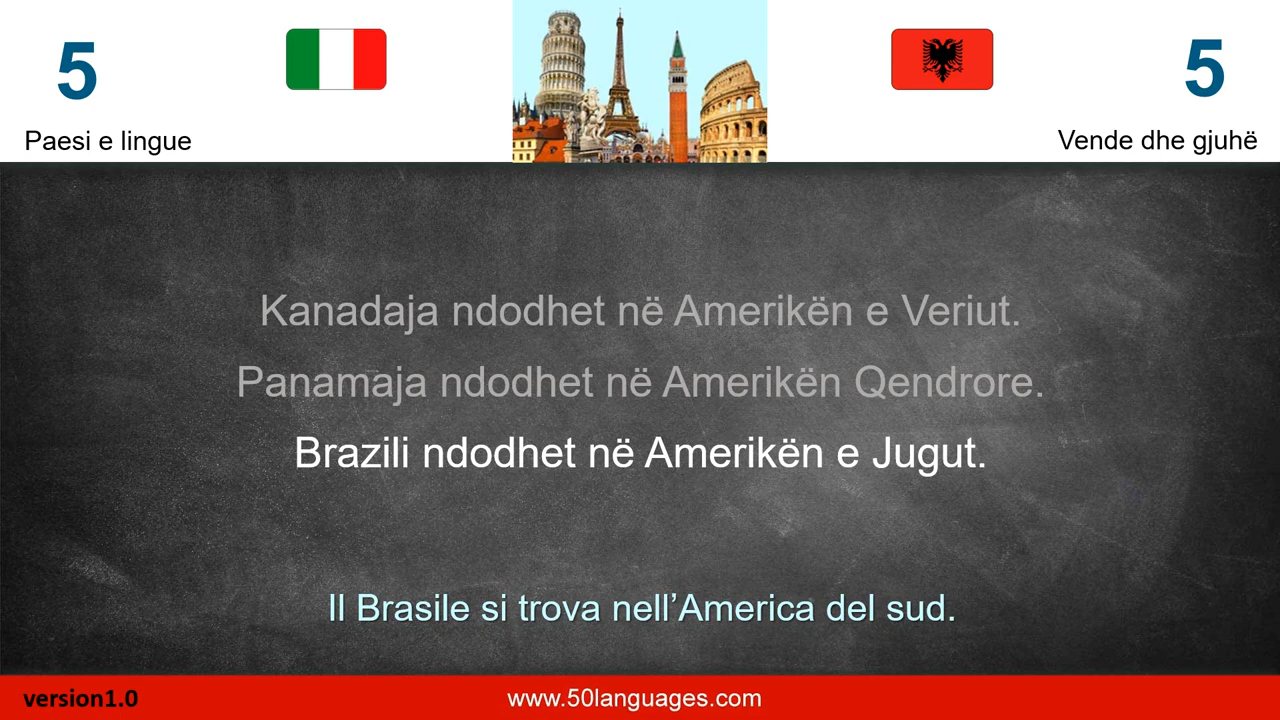 5
5
Paesi e lingue
Vende dhe gjuhë
Kanadaja ndodhet në Amerikën e Veriut.
Panamaja ndodhet në Amerikën Qendrore.
Brazili ndodhet në Amerikën e Jugut.
Il Brasile si trova nell’America del sud.
version1.0
www.50languages.com